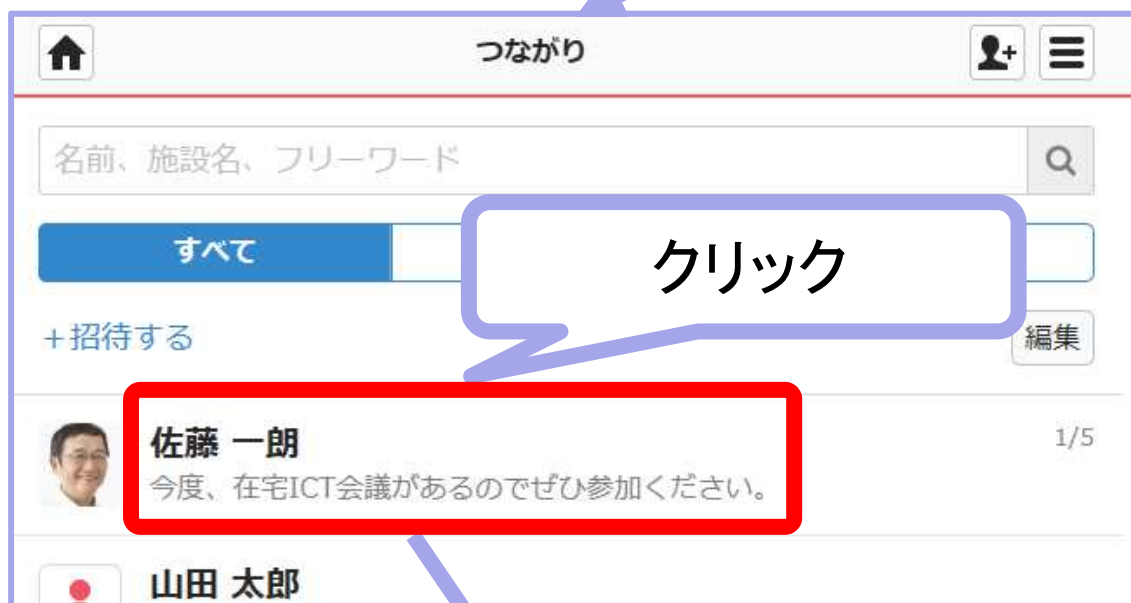 つながり
名前、施設名、フリーワード
すべて
クリック
+招待する
編集
佐藤 一朗
1/5
今度、在宅ICT会議があるのでぜひ参加ください。
山田 太郎